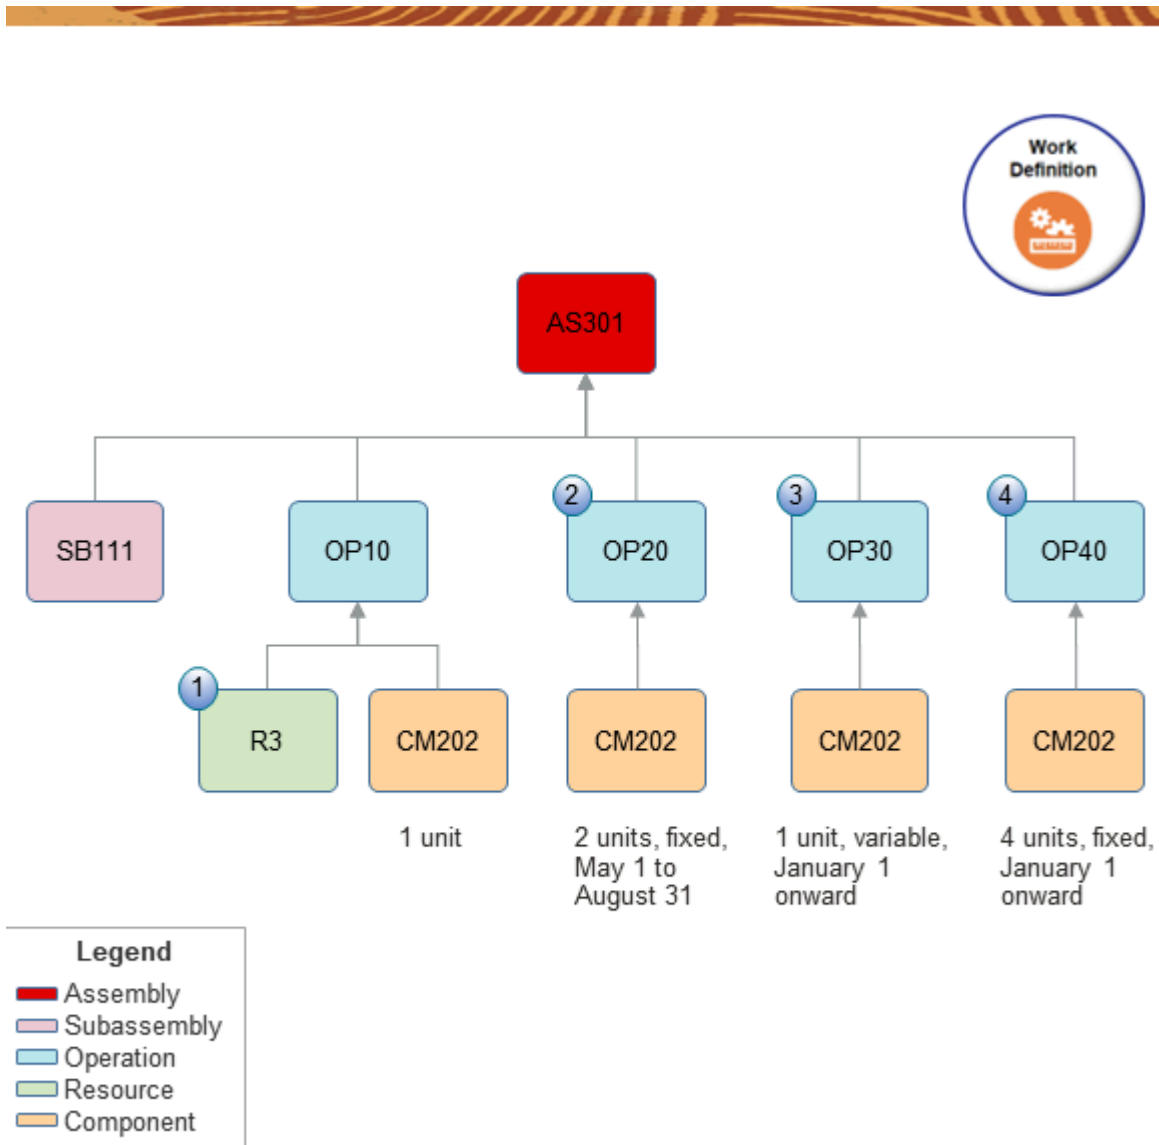 Work
Definition
AS301
SB111
OP10
2
OP20
3
OP30
4
OP40
1
R3
CM202
CM202
CM202
CM202
1 unit
2 units, fixed,
May 1 to
August 31
1 unit, variable,
January 1
onward
4 units, fixed,
January 1
onward
Legend
Assembly
Subassembly
Operation
Resource
Component